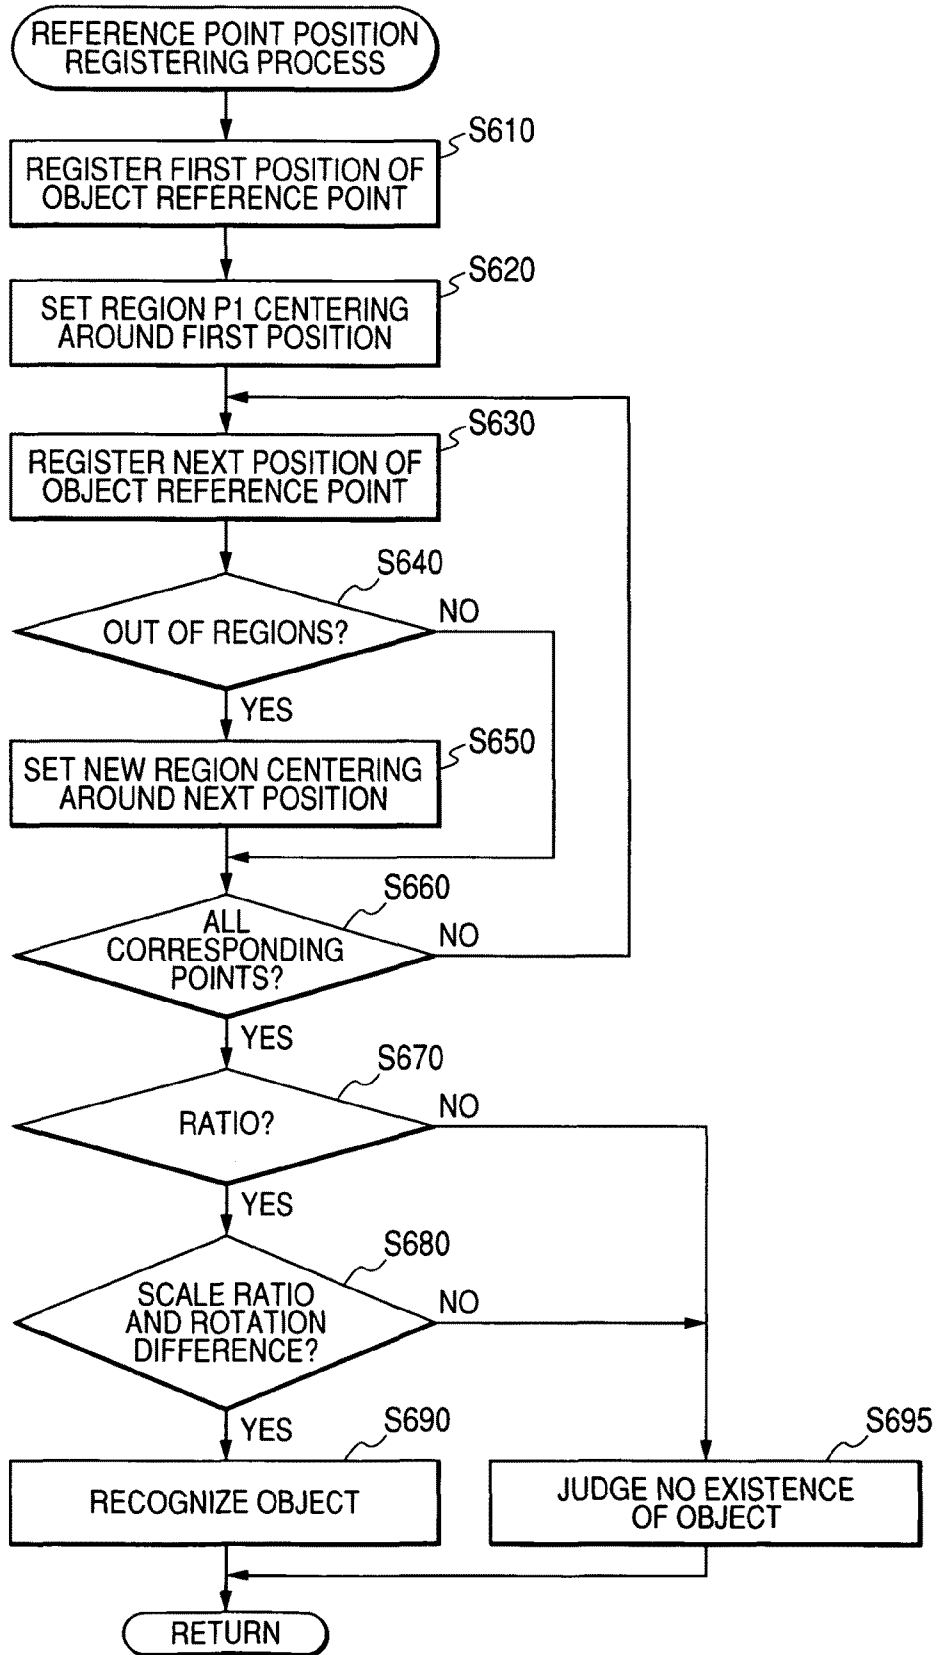 REFERENCE POINT POSITION
REGISTERING PROCESS
S610
REGISTER FIRST POSITION OF
OBJECT REFERENCE POINT
S620
SET REGION P1 CENTERING
AROUND FIRST POSITION
S630
REGISTER NEXT POSITION OF
OBJECT REFERENCE POINT
S640
OUT OF REGIONS?
NO
YES
S650
SET NEW REGION CENTERING
AROUND NEXT POSITION
S660
ALL
CORRESPONDING
POINTS?
NO
YES
S670
RATIO?
NO
YES
S680
SCALE RATIO
AND ROTATION
DIFFERENCE?
NO
YES
S690
RECOGNIZE OBJECT
S695
JUDGE NO EXISTENCE
OF OBJECT
RETURN